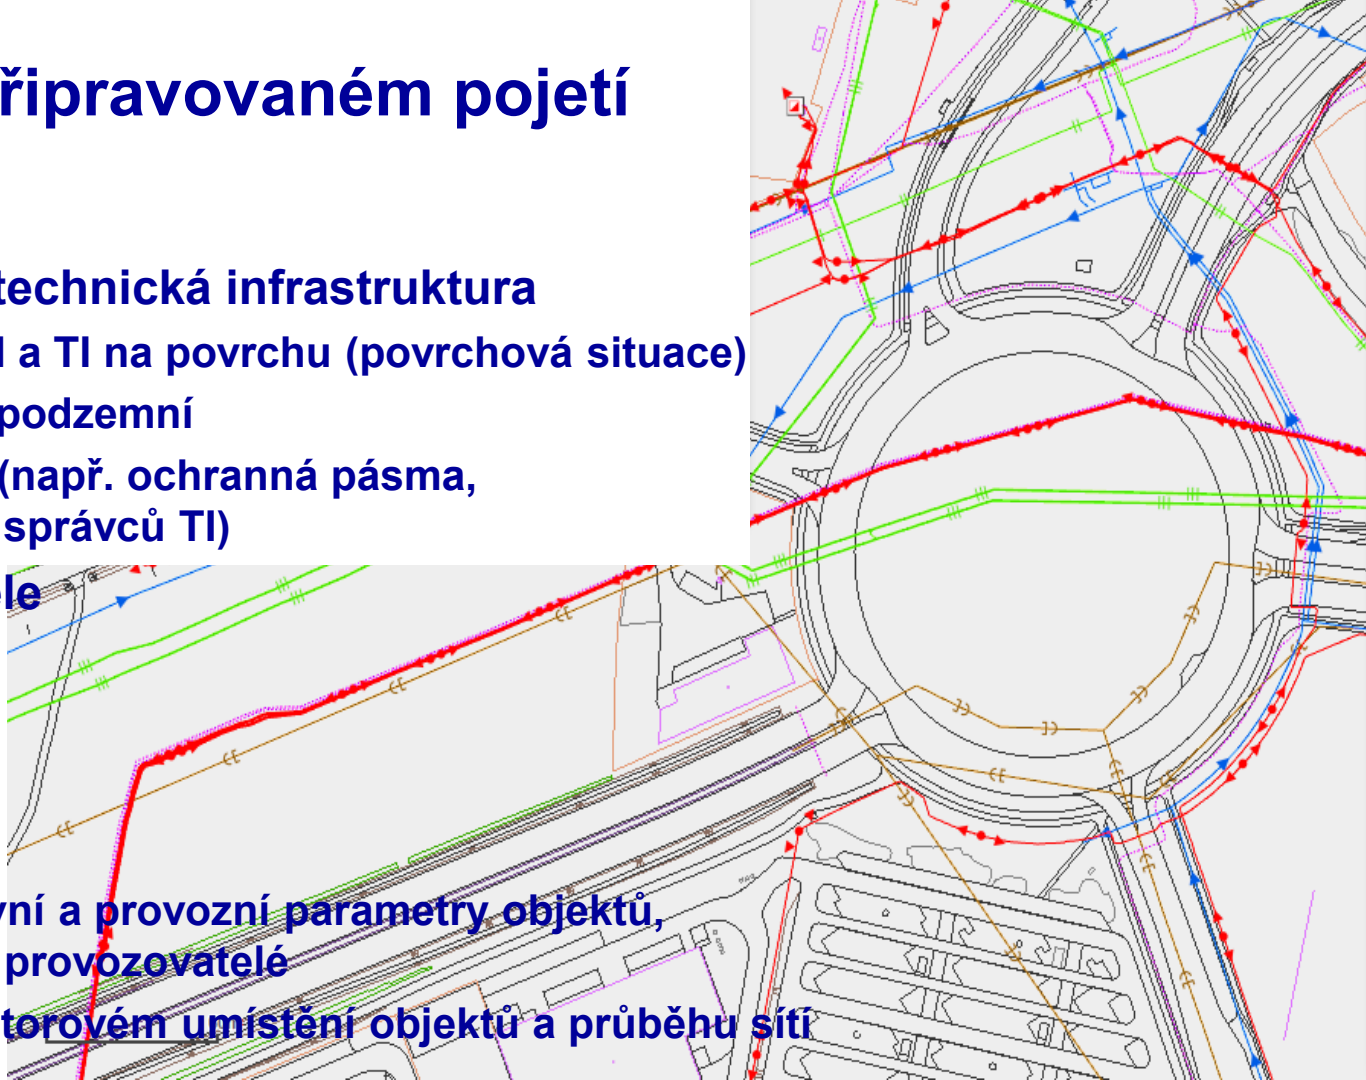 řipravovaném pojetí
technická infrastruktura
a TI na povrchu (povrchová situace)
podzemní
(např. ochranná pásma,
správců TI)
le
vní a provozní parametry objektů,
provozovatelé
torovém umístění objektů a průběhu sítí